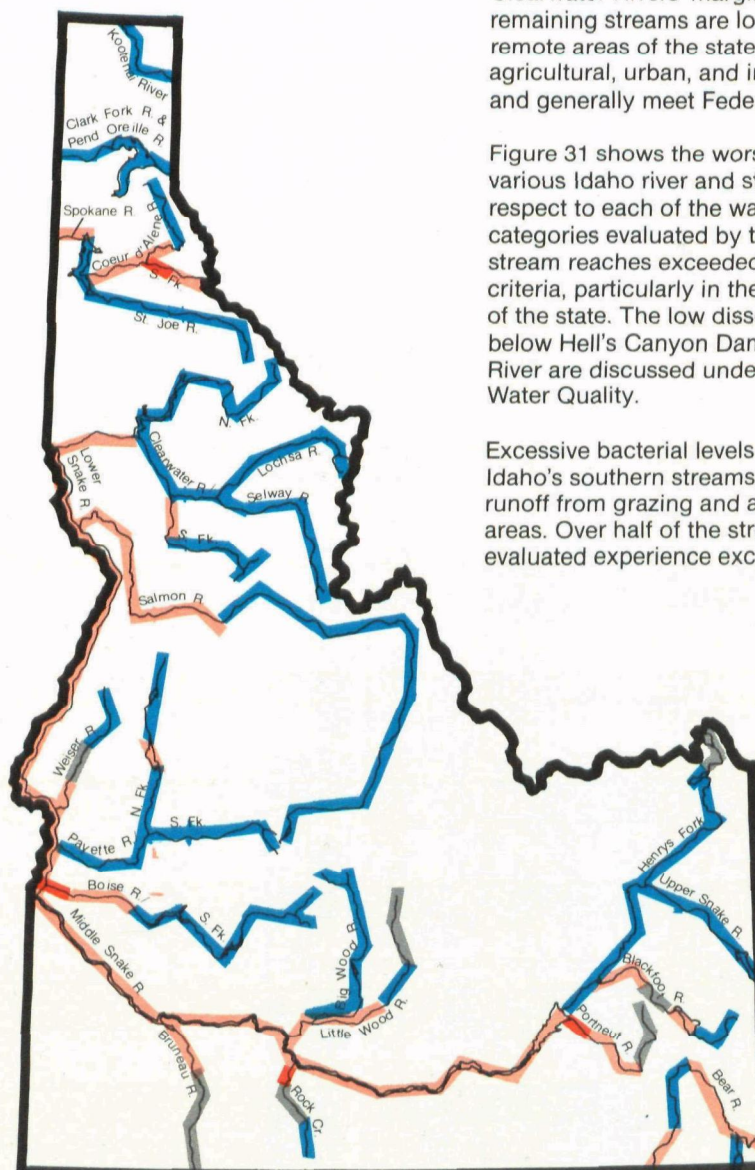 remaining streams are lo
remote areas of the state
agricultural, urban, and i
and generally meet Fede
Figure 31 shows the wors
various Idaho river and s
respect to each of the wa
categories evaluated by t
stream reaches exceeded
criteria, particularly in the
of the state. The low diss
below Hell's Canyon Dam
River are discussed unde
Water Quality.
Excessive bacterial levels
Idaho's southern streams
runoff from grazing and a
areas. Over half of the str
evaluated experience exc
Kootenai River
Clark Fork R. &
Pend Oreille R.
Spokane R.
Coeur d'Alene R.
S. Fk.
St. Joe R.
N. Fk.
Lower
Snake R.
Clearwater R.
Lochsa R.
Selway R.
S. Fk.
Salmon R.
Weiser R.
N. Fk.
S. Fk.
Payette R.
Boise R.
S. Fk.
Middle Snake R.
Big Wood R.
Little Wood R.
Bruneau R.
Rock Cr.
Henrys Fork
Upper Snake R.
Blackfoot R.
Portneuf R.
Bear R.